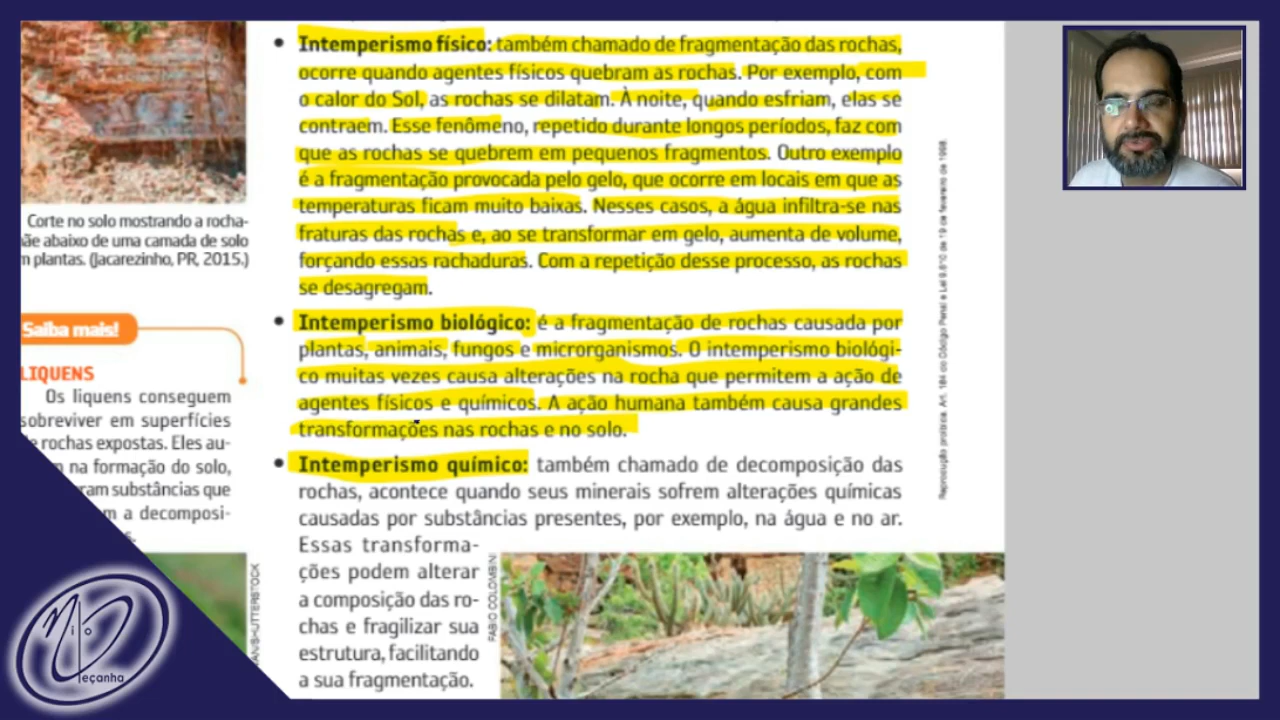 • Intemperismo físico: também chamado de fragmentação das rochas,
ocorre quando agentes físicos quebram as rochas. Por exemplo, com
o calor do Sol, as rochas se dilatam. À noite, quando esfriam, elas se
contraem. Esse fenômeno, repetido durante longos períodos, faz com
que as rochas se quebrem em pequenos fragmentos. Outro exemplo
é a fragmentação provocada pelo gelo, que ocorre em locais em que as
temperaturas ficam muito baixas. Nesses casos, a água infiltra-se nas
fraturas das rochas e, ao se transformar em gelo, aumenta de volume,
forçando essas rachaduras. Com a repetição desse processo, as rochas
se desagregam.
• Intemperismo biológico: é a fragmentação de rochas causada por
plantas, animais, fungos e microrganismos. O intemperismo biológi-
co muitas vezes causa alterações na rocha que permitem a ação de
agentes físicos e químicos. A ação humana também causa grandes
transformações nas rochas e no solo.
• Intemperismo químico: também chamado de decomposição das
rochas, acontece quando seus minerais sofrem alterações químicas
causadas por substâncias presentes, por exemplo, na água e no ar.
Essas transforma-
ções podem alterar
a composição das ro-
chas e fragilizar sua
estrutura, facilitando
a sua fragmentação.
Corte no solo mostrando a rocha-
mãe abaixo de uma camada de solo
m plantas. (Jacarezinho, PR, 2015.)
Saiba mais!
LIQUENS
Os liquens conseguem
sobreviver em superfícies
de rochas expostas. Eles au-
na formação do solo,
ram substâncias que
m a decomposi-
Reprodução proibida. Art. 184 do Código Penal e Lei 9.610 de 19 de fevereiro de 1998.
FABIO COLOMBINI
AN/SHUTTERSTOCK
Nilo
Peçanha